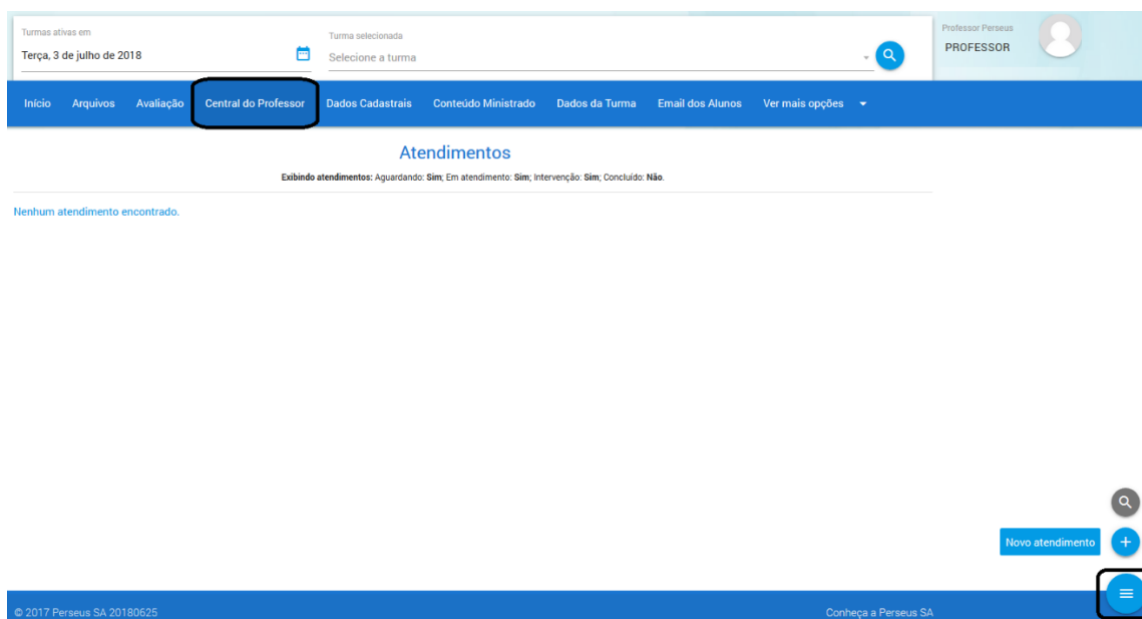 Turmas ativas em
Terça, 3 de julho de 2018
Turma selecionada
Selecione a turma
Professor Perseus
PROFESSOR
Início Arquivos Avaliação Central do Professor Dados Cadastrais Conteúdo Ministrado Dados da Turma Email dos Alunos Ver mais opções
Atendimentos
Exibindo atendimentos: Aguardando: Sim; Em atendimento: Sim; Intervenção: Sim; Concluído: Não.
Nenhum atendimento encontrado.
Novo atendimento
© 2017 Perseus SA 20180625 Conheça a Perseus SA